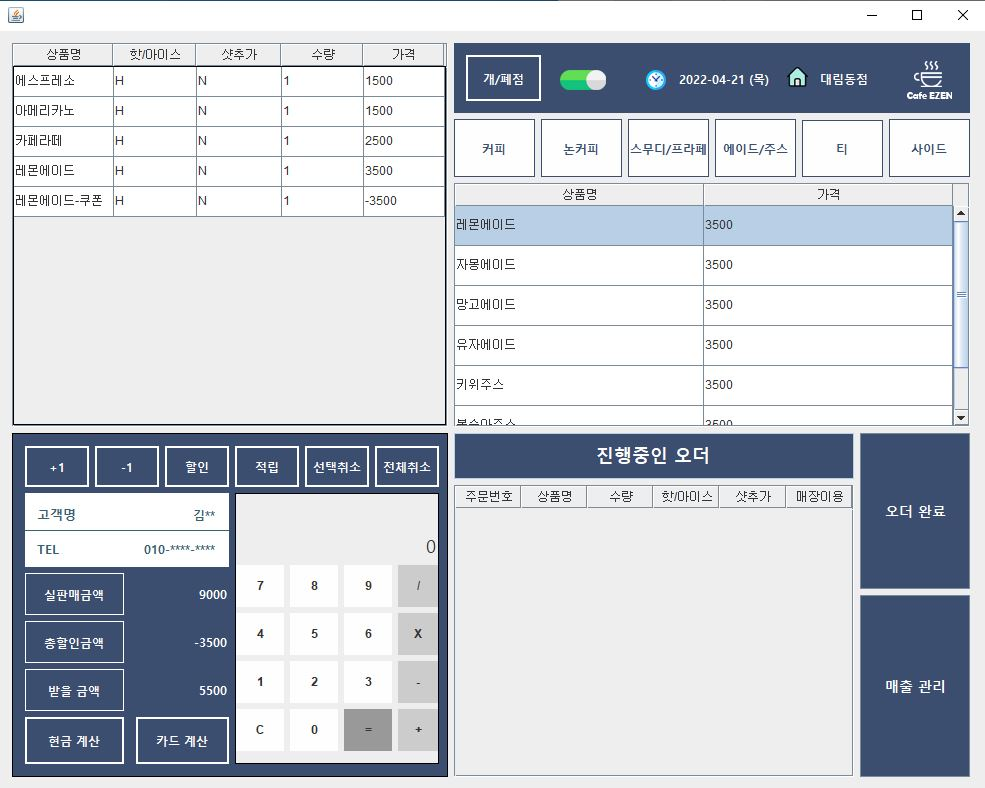 상품명 핫/아이스 샷추가 수량 가격
에스프레소 H N 1 1500
아메리카노 H N 1 1500
카페라떼 H N 1 2500
레몬에이드 H N 1 3500
레몬에이드-쿠폰 H N 1 -3500
개/폐점 2022-04-21 (목) 대림동점 Cafe EZEN
커피 논커피 스무디/프라페 에이드/주스 티 사이드
상품명 가격
레몬에이드 3500
자몽에이드 3500
망고에이드 3500
유자에이드 3500
키위주스 3500
복숭아주스 3500
+1 -1 할인 적립 선택취소 전체취소
고객명 김**
TEL 010-****-****
실판매금액 9000
총할인금액 -3500
받을 금액 5500
현금 계산 카드 계산
0
7 8 9 /
4 5 6 X
1 2 3 -
C 0 = +
진행중인 오더
주문번호 상품명 수량 핫/아이스 샷추가 매장이용
오더 완료
매출 관리